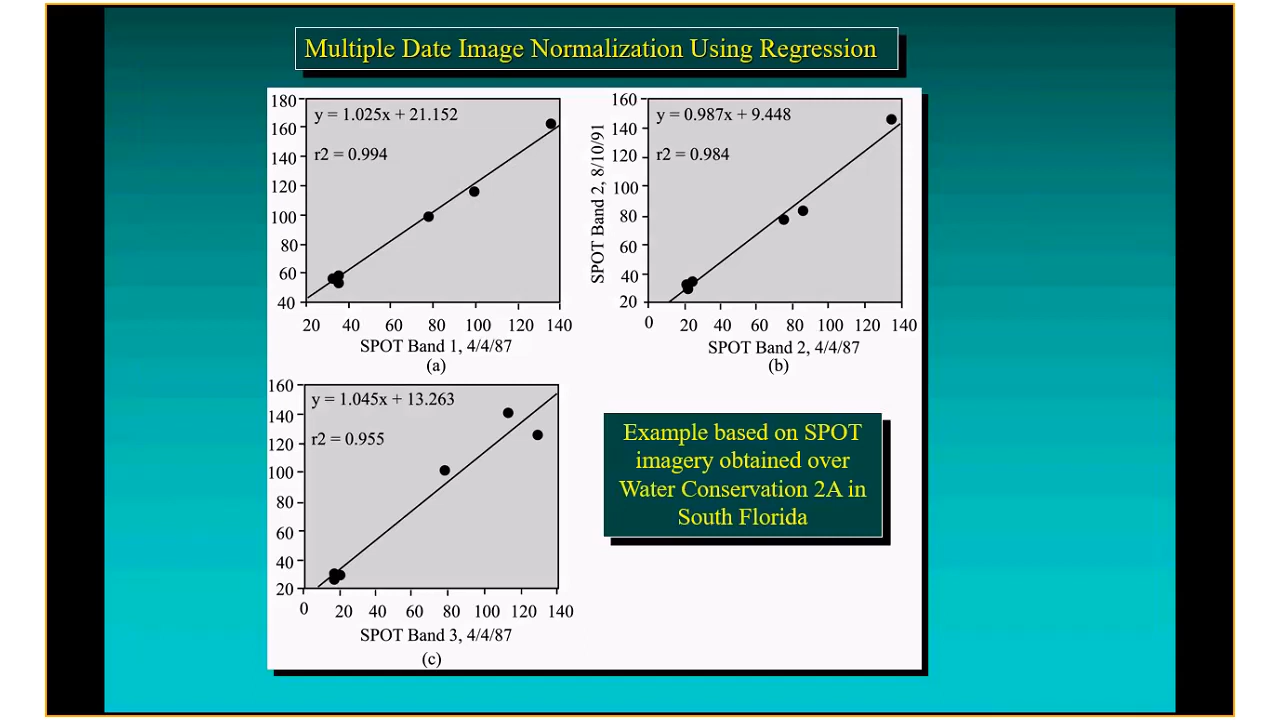 Multiple Date Image Normalization Using Regression
180
160
140
120
100
80
60
40
y = 1.025x + 21.152
r2 = 0.994
20 40 60 80 100 120 140
SPOT Band 1, 4/4/87
(a)
SPOT Band 2, 8/10/91
160
140
120
100
80
60
40
20
y = 0.987x + 9.448
r2 = 0.984
0 20 40 60 80 100 120 140
SPOT Band 2, 4/4/87
(b)
160
140
120
100
80
60
40
20
y = 1.045x + 13.263
r2 = 0.955
0 20 40 60 80 100 120 140
SPOT Band 3, 4/4/87
(c)
Example based on SPOT
imagery obtained over
Water Conservation 2A in
South Florida